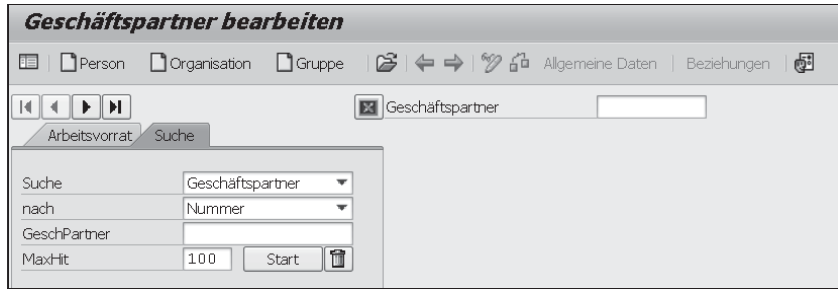 Geschäftspartner bearbeiten
Person Organisation Gruppe Allgemeine Daten Beziehungen
Geschäftspartner
Arbeitsvorrat Suche
Suche Geschäftspartner
nach Nummer
GeschPartner
MaxHit 100 Start